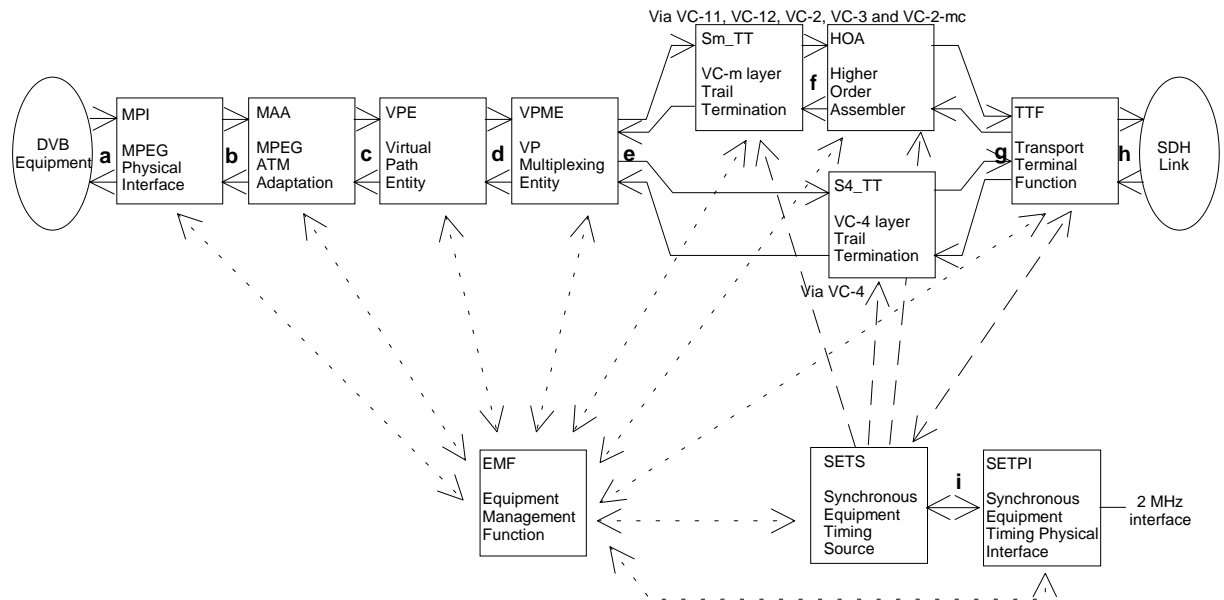 Via VC-11, VC-12, VC-2, VC-3 and VC-2-mc
DVB
Equipment
a
MPI
MPEG
Physical
Interface
b
MAA
MPEG
ATM
Adaptation
c
VPE
Virtual
Path
Entity
d
VPME
VP
Multiplexing
Entity
e
Sm_TT
VC-m layer
Trail
Termination
f
HOA
Higher
Order
Assembler
S4_TT
VC-4 layer
Trail
Termination
Via VC-4
g
TTF
Transport
Terminal
Function
h
SDH
Link
EMF
Equipment
Management
Function
SETS
Synchronous
Equipment
Timing
Source
i
SETPI
Synchronous
Equipment
Timing Physical
Interface
2 MHz
interface